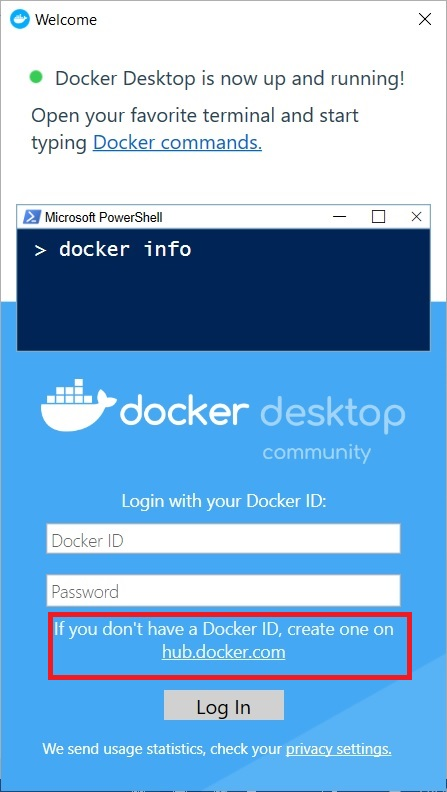 Welcome
Docker Desktop is now up and running!
Open your favorite terminal and start
typing Docker commands.
Microsoft PowerShell
> docker info
docker desktop
community
Login with your Docker ID:
Docker ID
Password
If you don't have a Docker ID, create one on
hub.docker.com
Log In
We send usage statistics, check your privacy settings.